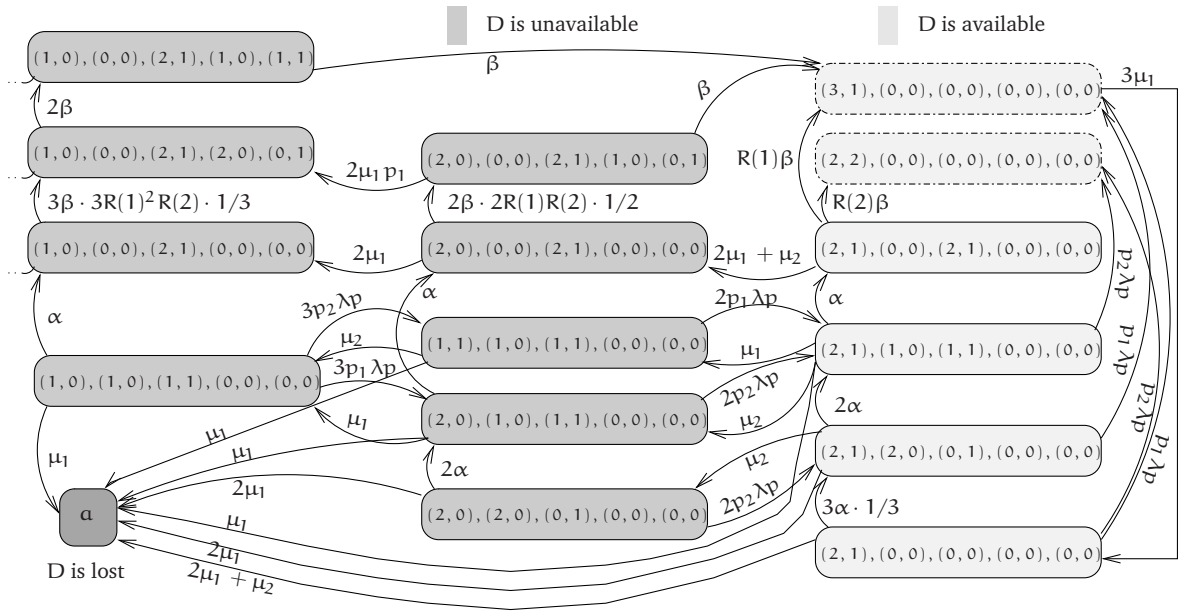 D is unavailable
D is available
(1,0),(0,0),(2,1),(1,0),(1,1)
β
(3,1),(0,0),(0,0),(0,0),(0,0)
3μ₁
2β
β
(1,0),(0,0),(2,1),(2,0),(0,1)
(2,0),(0,0),(2,1),(1,0),(0,1)
R(1)β
(2,2),(0,0),(0,0),(0,0),(0,0)
2μ₁p₁
3β · 3R(1)²R(2) · 1/3
2β · 2R(1)R(2) · 1/2
R(2)β
(1,0),(0,0),(2,1),(0,0),(0,0)
2μ₁
(2,0),(0,0),(2,1),(0,0),(0,0)
2μ₁ + μ₂
(2,1),(0,0),(2,1),(0,0),(0,0)
p₂λp
α
3p₂λp
α
2p₁λp
α
(1,1),(1,0),(1,1),(0,0),(0,0)
μ₂
μ₁
(2,1),(1,0),(1,1),(0,0),(0,0)
p₁λp
(1,0),(1,0),(1,1),(0,0),(0,0)
3p₁λp
2p₂λp
p₂λp
(2,0),(1,0),(1,1),(0,0),(0,0)
μ₁
μ₂
2α
μ₁
μ₁
μ₁
2α
μ₂
(2,1),(2,0),(0,1),(0,0),(0,0)
p₁λp
2μ₁
2p₂λp
a
(2,0),(2,0),(0,1),(0,0),(0,0)
μ₁
3α · 1/3
2μ₁
(2,1),(0,0),(0,0),(0,0),(0,0)
D is lost
2μ₁ + μ₂